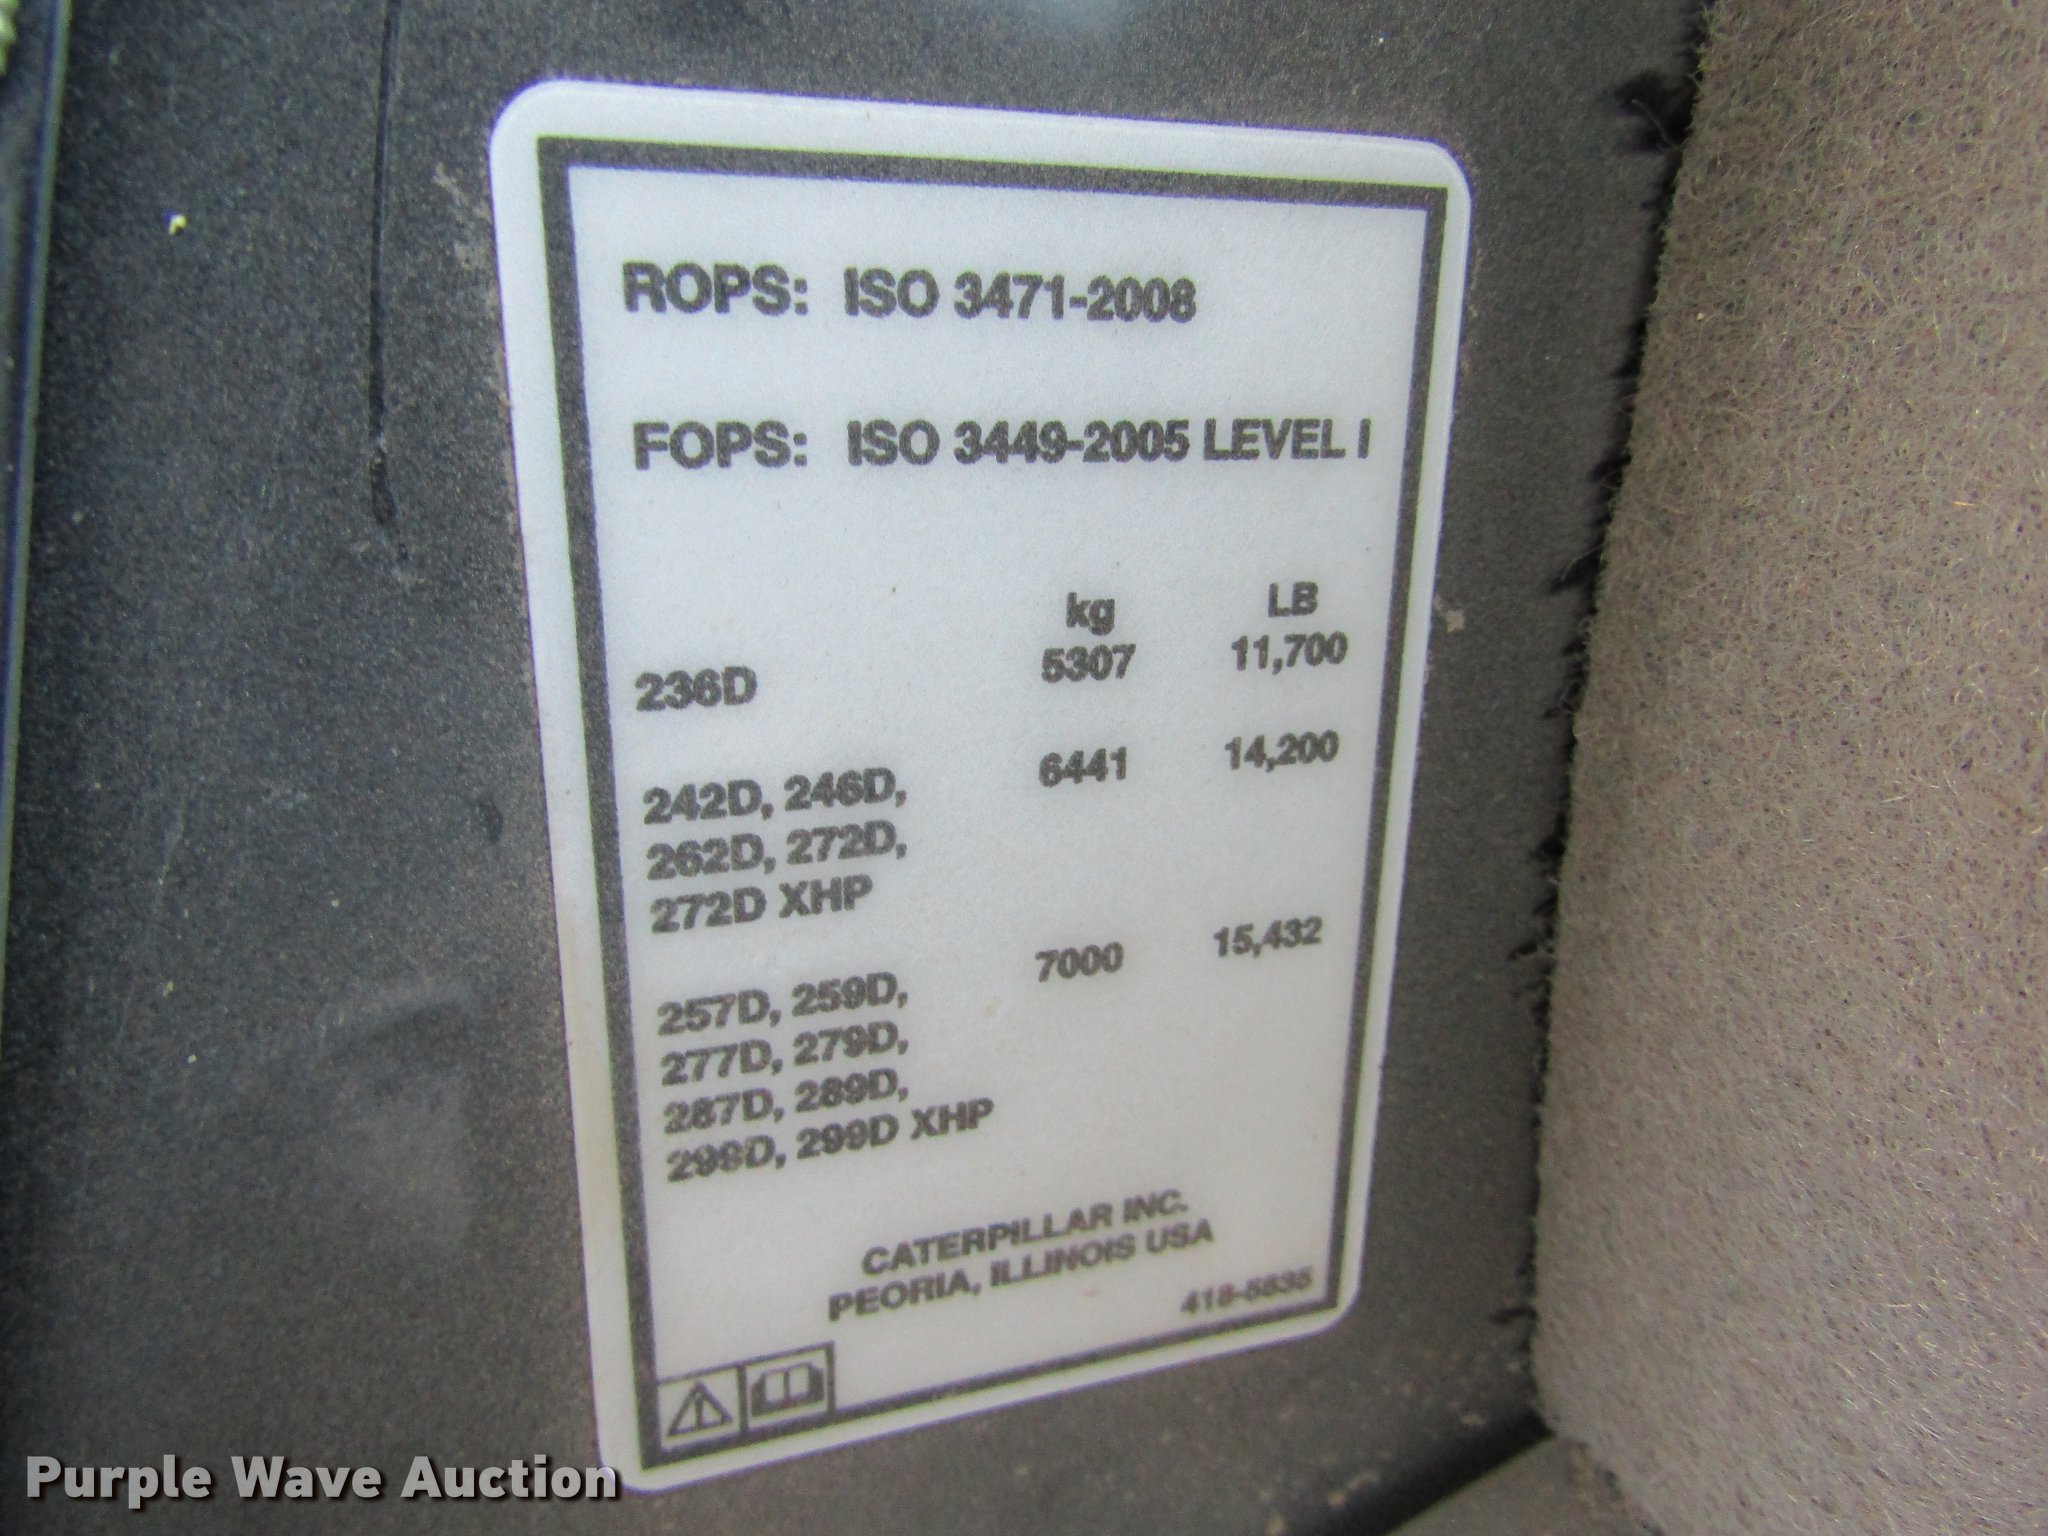 ROPS: ISO 3471-2008
FOPS: ISO 3449-2005 LEVEL I
kg LB
236D 5307 11,700
242D, 246D, 6441 14,200
262D, 272D,
272D XHP
257D, 259D, 7000 15,432
277D, 279D,
287D, 289D,
299D, 299D XHP
CATERPILLAR INC.
PEORIA, ILLINOIS USA
Purple Wave Auction